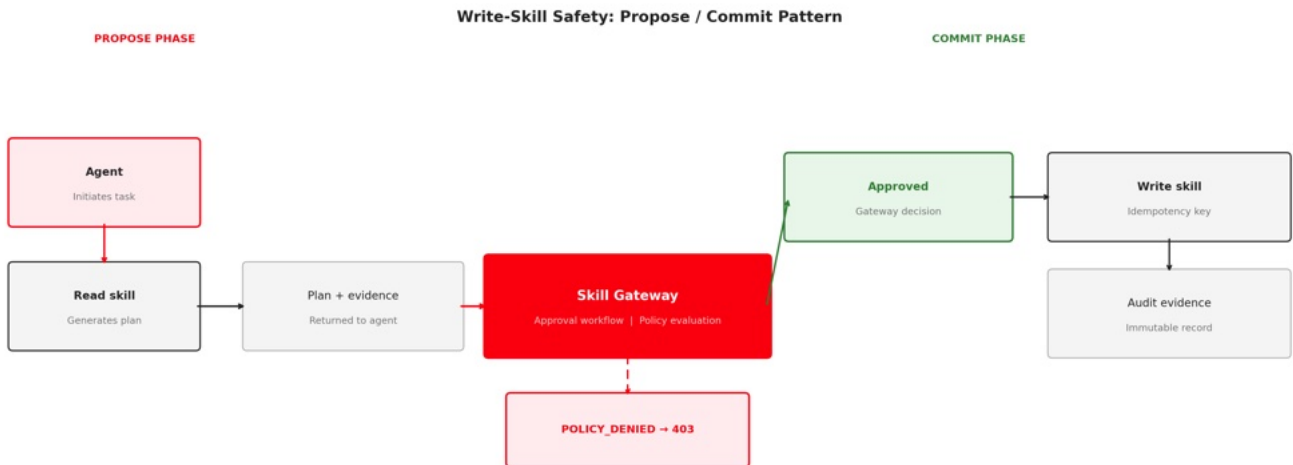 Write-Skill Safety: Propose / Commit Pattern
PROPOSE PHASE
COMMIT PHASE
Agent
Initiates task
Read skill
Generates plan
Plan + evidence
Returned to agent
Skill Gateway
Approval workflow | Policy evaluation
POLICY_DENIED → 403
Approved
Gateway decision
Write skill
Idempotency key
Audit evidence
Immutable record